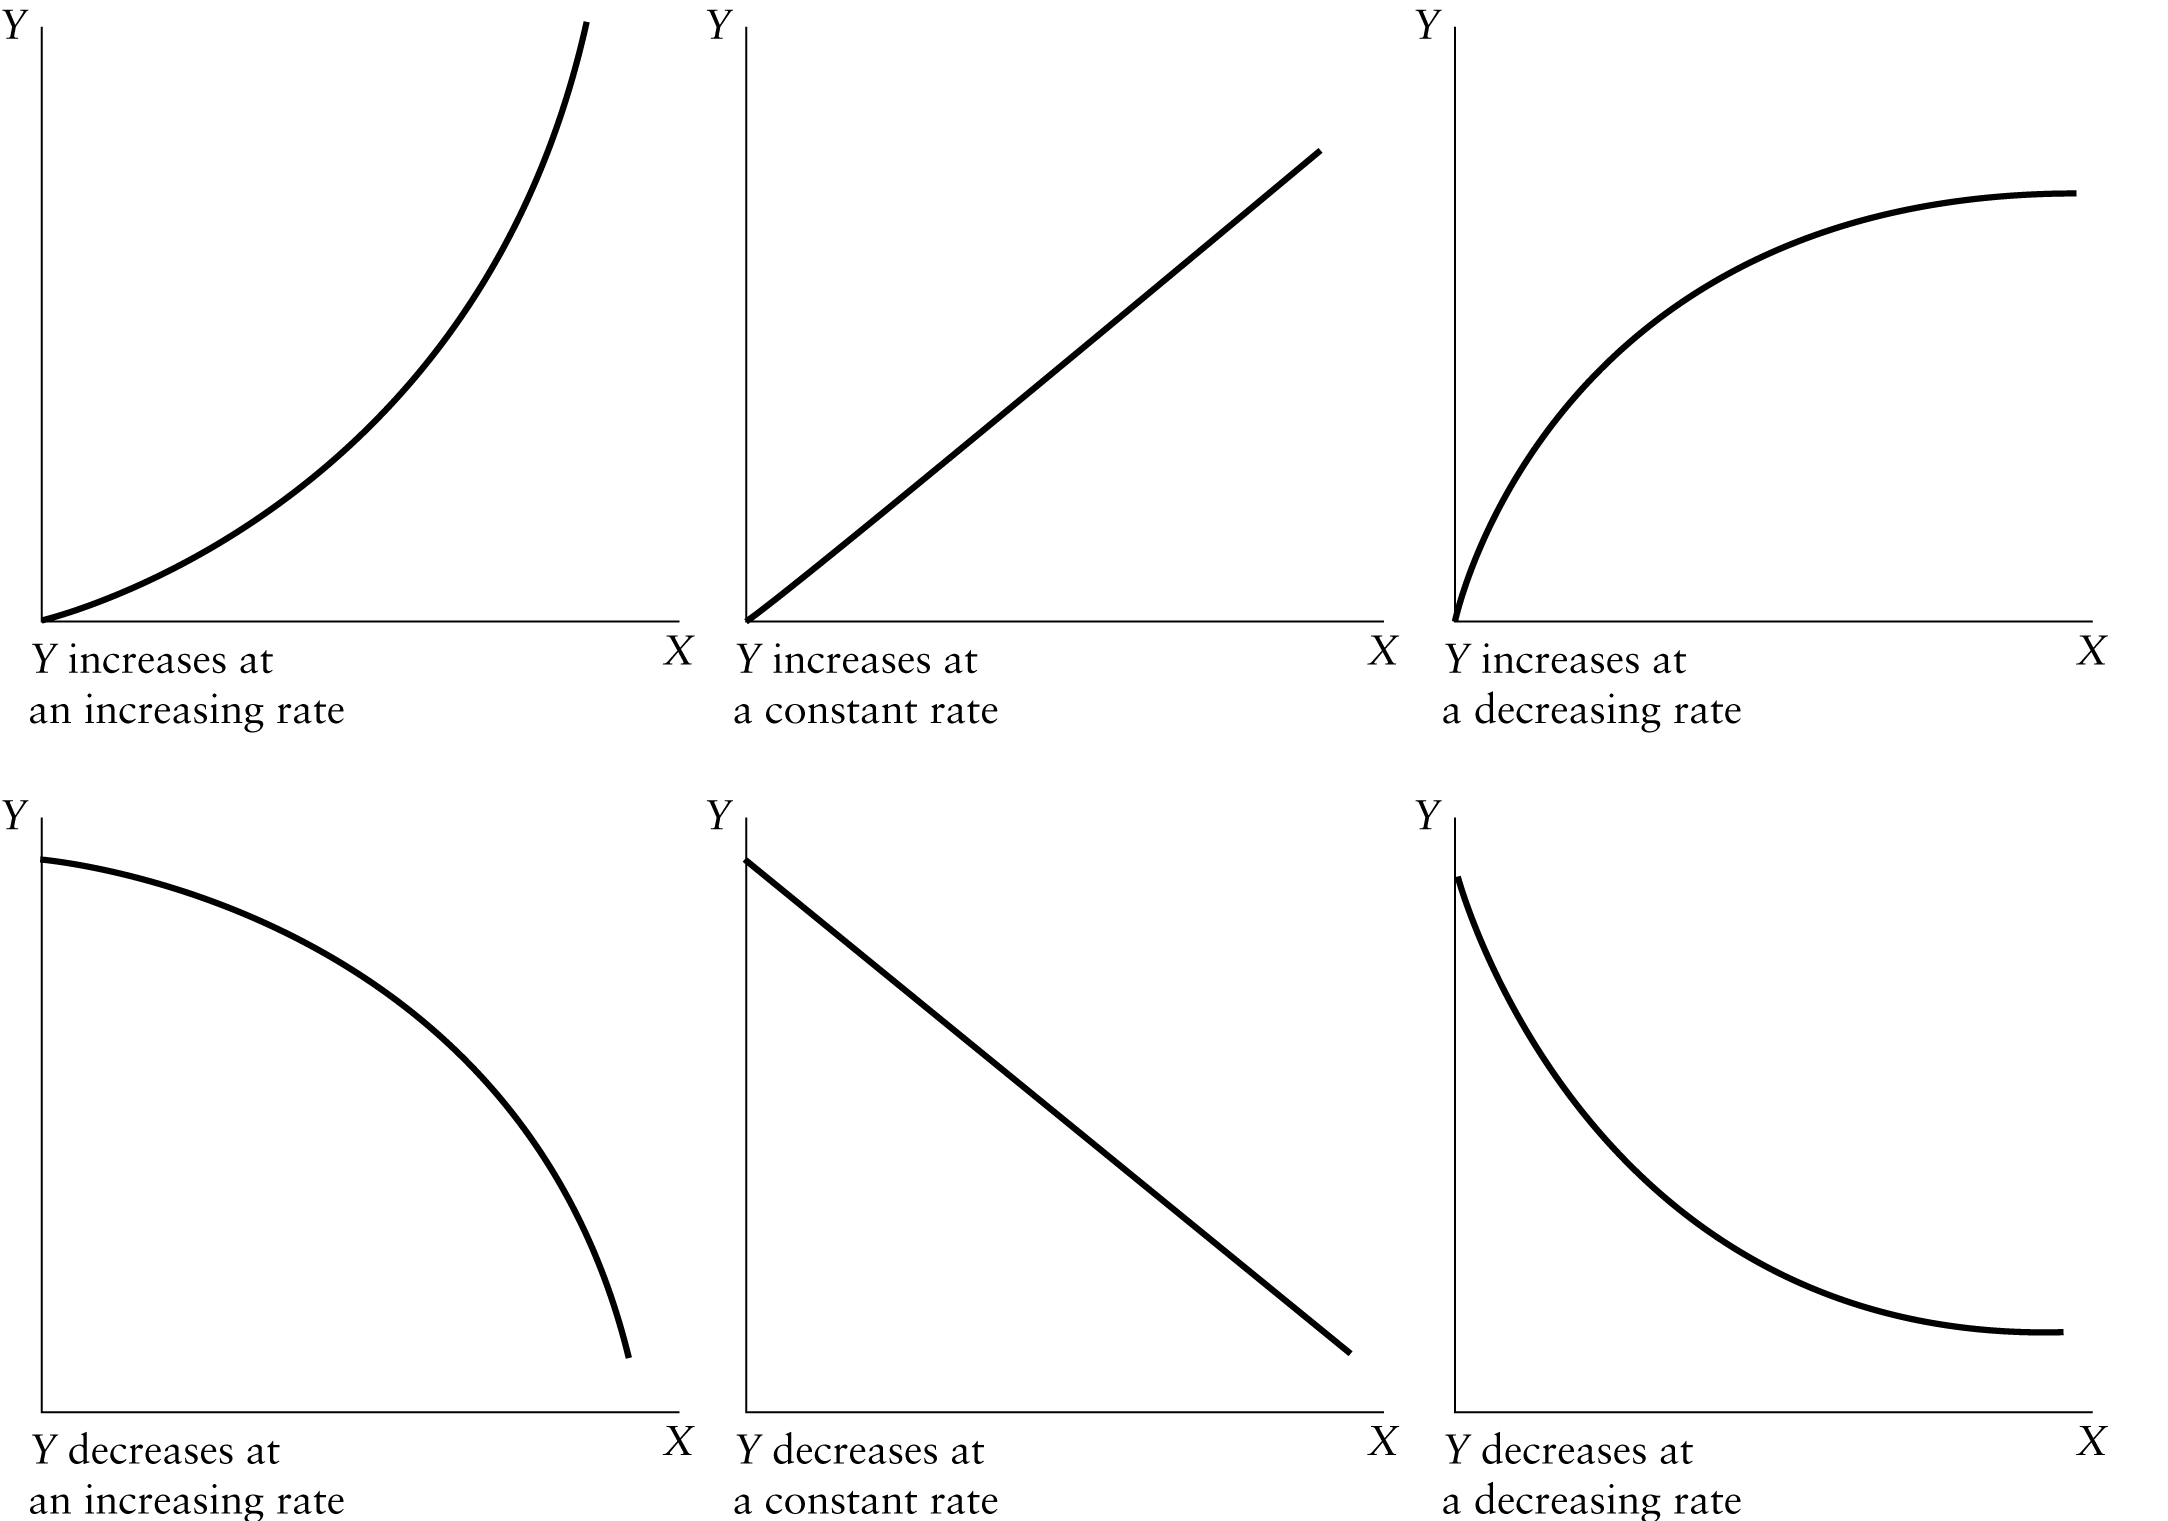 Y
X
Y increases at
an increasing rate
Y
X
Y increases at
a constant rate
Y
X
Y increases at
a decreasing rate
Y
X
Y decreases at
an increasing rate
Y
X
Y decreases at
a constant rate
Y
X
Y decreases at
a decreasing rate